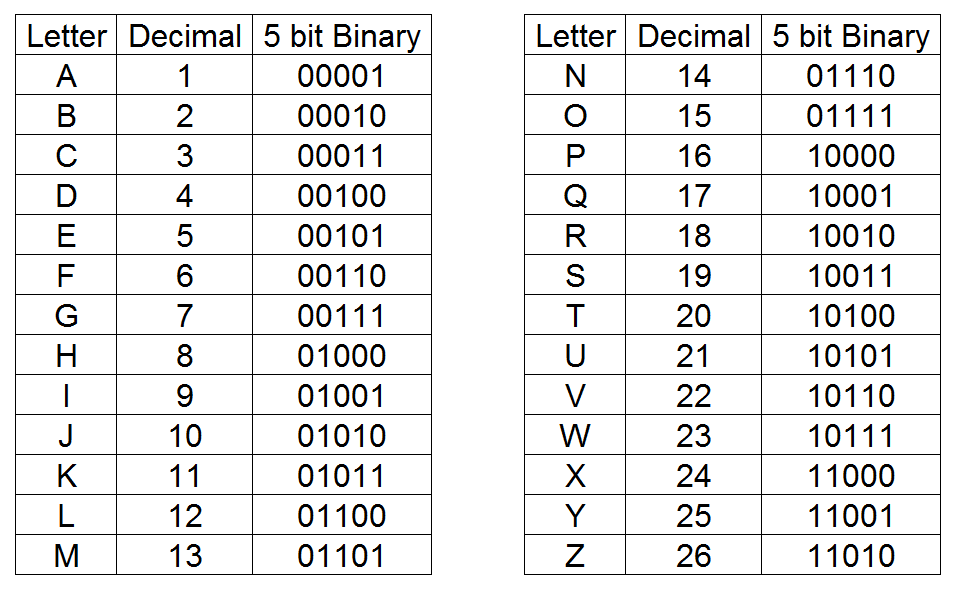 Letter Decimal 5 bit Binary
A 1 00001
B 2 00010
C 3 00011
D 4 00100
E 5 00101
F 6 00110
G 7 00111
H 8 01000
I 9 01001
J 10 01010
K 11 01011
L 12 01100
M 13 01101
Letter Decimal 5 bit Binary
N 14 01110
O 15 01111
P 16 10000
Q 17 10001
R 18 10010
S 19 10011
T 20 10100
U 21 10101
V 22 10110
W 23 10111
X 24 11000
Y 25 11001
Z 26 11010